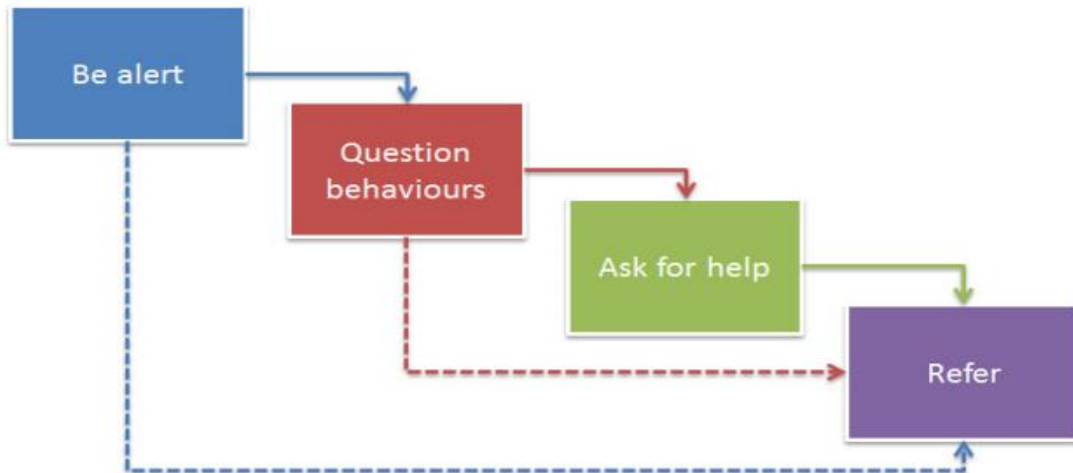 Be alert
Question
behaviours
Ask for help
Refer